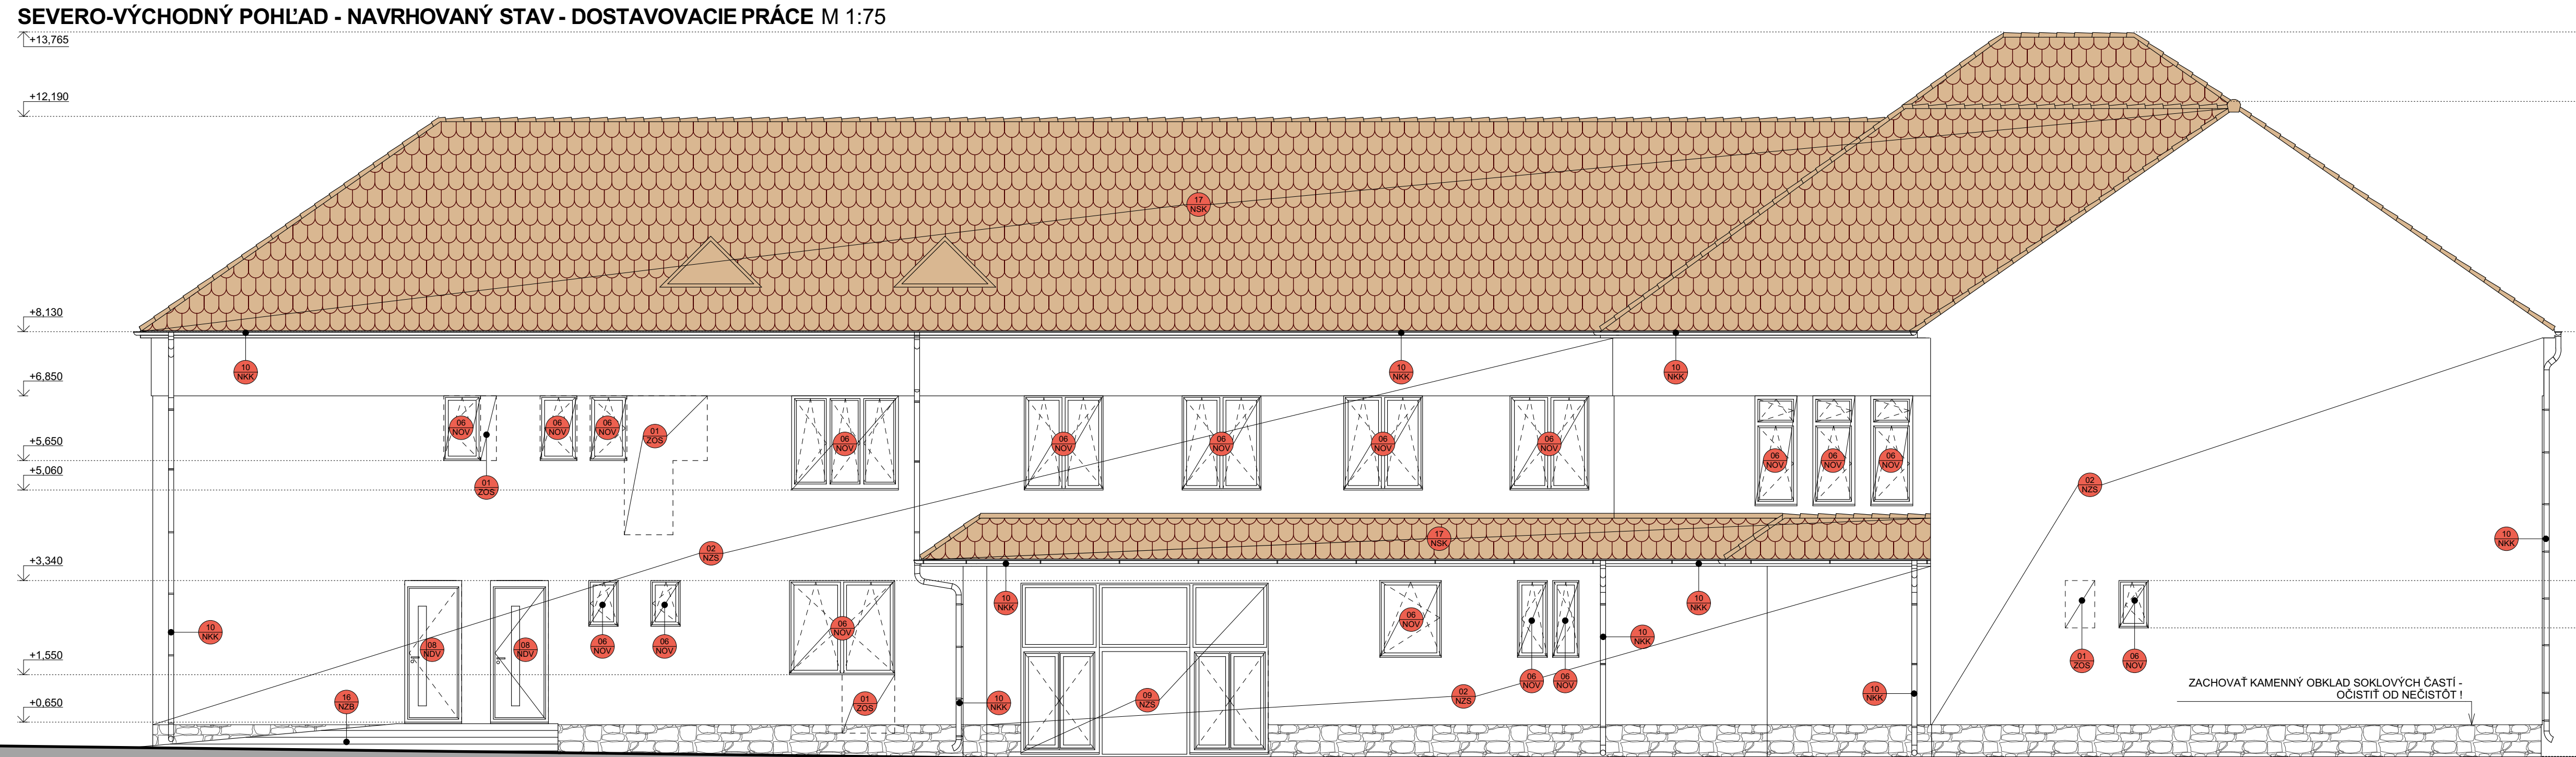 SEVERO-VÝCHODNÝ POHĽAD - NAVRHOVANÝ STAV - DOSTAVOVACIE PRÁCE M 1:75
+13,765
+12,190
17
NSK
+8,130
10
NKK
10
NKK
10
NKK
+6,850
06
NOV
06
NOV
06
NOV
01
ZOS
06
NOV
06
NOV
06
NOV
06
NOV
06
NOV
06
NOV
06
NOV
06
NOV
+5,650
+5,060
01
ZOS
02
NZS
17
NSK
02
NZS
10
NKK
+3,340
10
NKK
10
NKK
10
NKK
08
NDV
08
NDV
06
NOV
06
NOV
06
NOV
06
NOV
10
NKK
+1,550
01
ZOS
06
NOV
06
NOV
06
NOV
16
NZB
01
ZOS
10
NKK
09
NZS
02
NZS
10
NKK
ZACHOVAŤ KAMENNÝ OBKLAD SOKLOVÝCH ČASTÍ -
OČISTIŤ OD NEČISTÔT !
+0,650